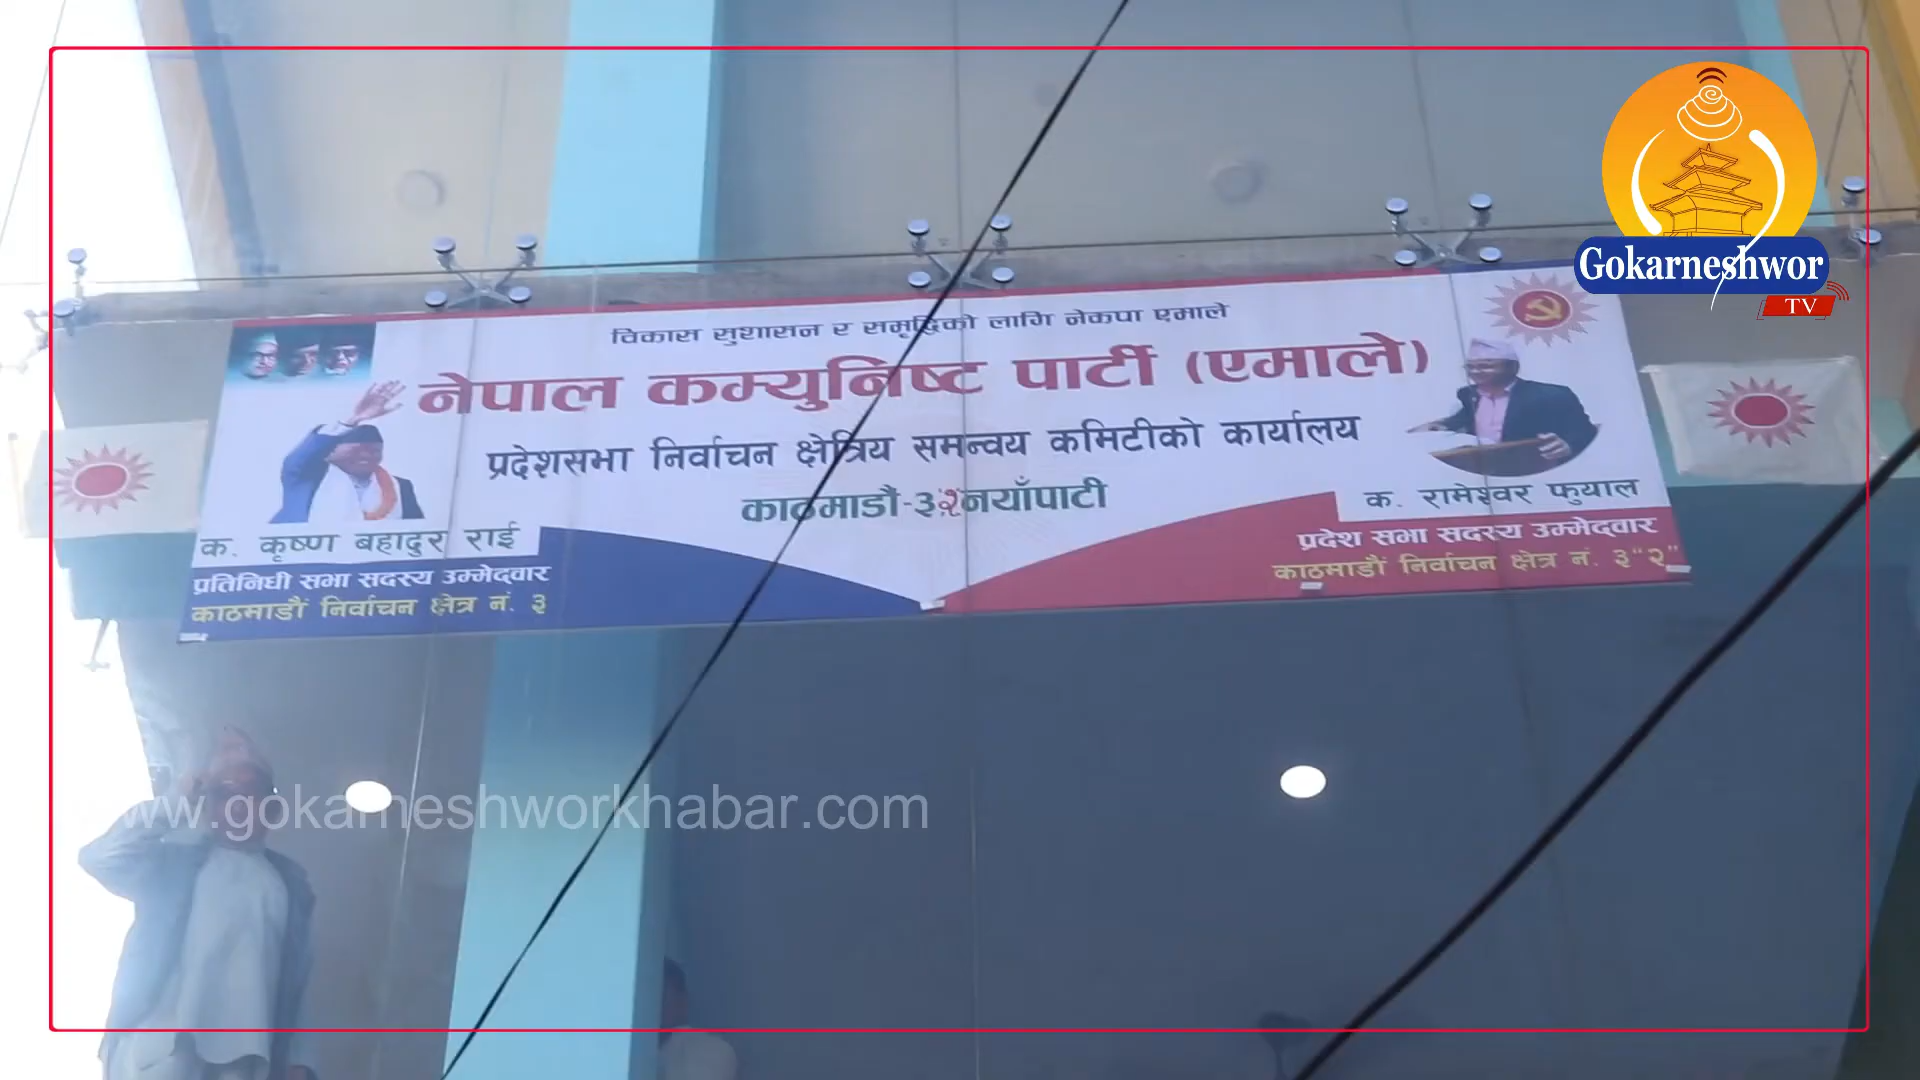 विकास सुशासन र समृद्धिको लागि नेकपा एमाले
नेपाल कम्युनिष्ट पार्टी (एमाले)
प्रदेशसभा निर्वाचन क्षेत्रिय समन्वय कमिटीको कार्यालय
काठमाडौं-३ २ नयाँपाटी
क. कृष्ण बहादुर राई
प्रतिनिधी सभा सदस्य उम्मेदवार
काठमाडौं निर्वाचन क्षेत्र नं. ३
क. रामेश्वर फुयाल
प्रदेश सभा सदस्य उम्मेदवार
काठमाडौं निर्वाचन क्षेत्र नं. ३"२"
Gokarneshwor
TV
www.gokarneshworkhabar.com